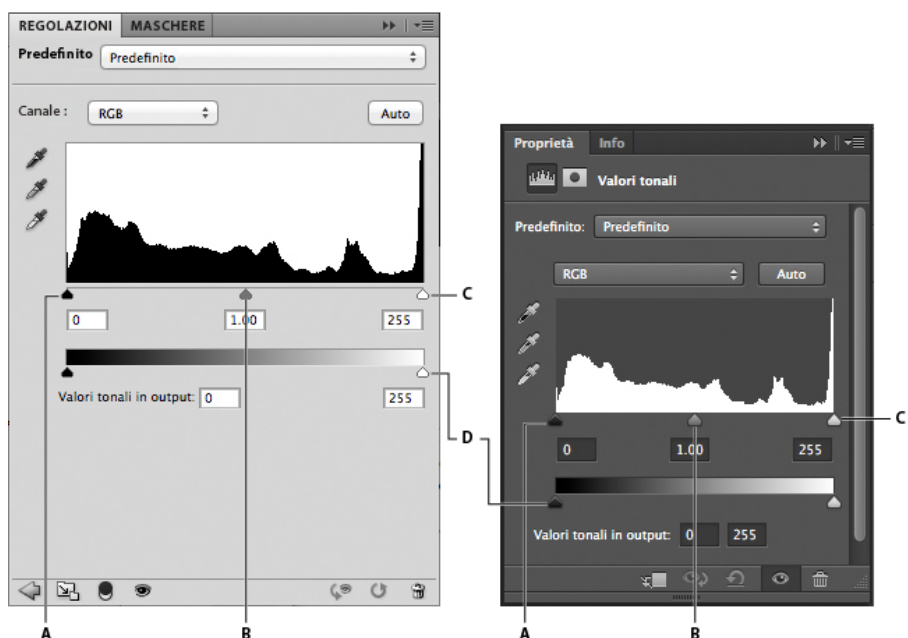 REGOLAZIONI MASCHERE
Predefinito Predefinito
Canale : RGB Auto
C
0 1.00 255
Valori tonali in output: 0 255
D
A B
Proprietà Info
Valori tonali
Predefinito: Predefinito
RGB Auto
C
0 1.00 255
Valori tonali in output: 0 255
A B